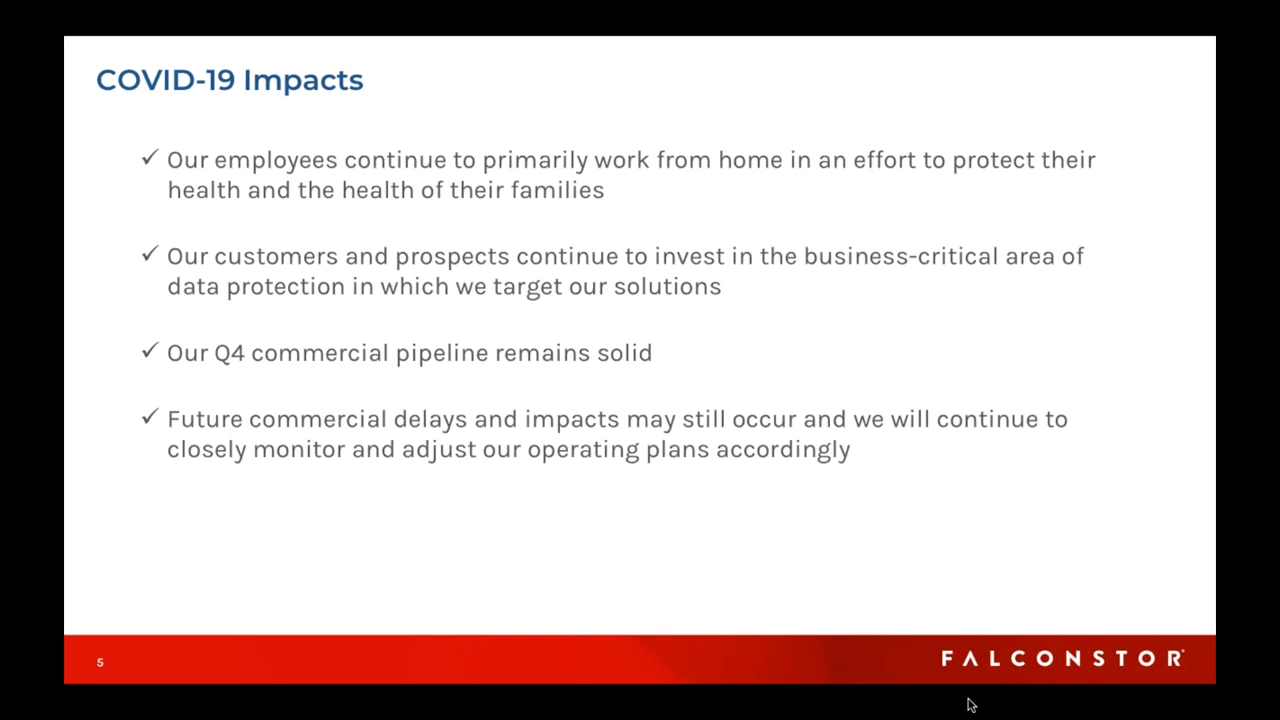 COVID-19 Impacts
✓ Our employees continue to primarily work from home in an effort to protect their
health and the health of their families
✓ Our customers and prospects continue to invest in the business-critical area of
data protection in which we target our solutions
✓ Our Q4 commercial pipeline remains solid
✓ Future commercial delays and impacts may still occur and we will continue to
closely monitor and adjust our operating plans accordingly
5
FALCONSTOR